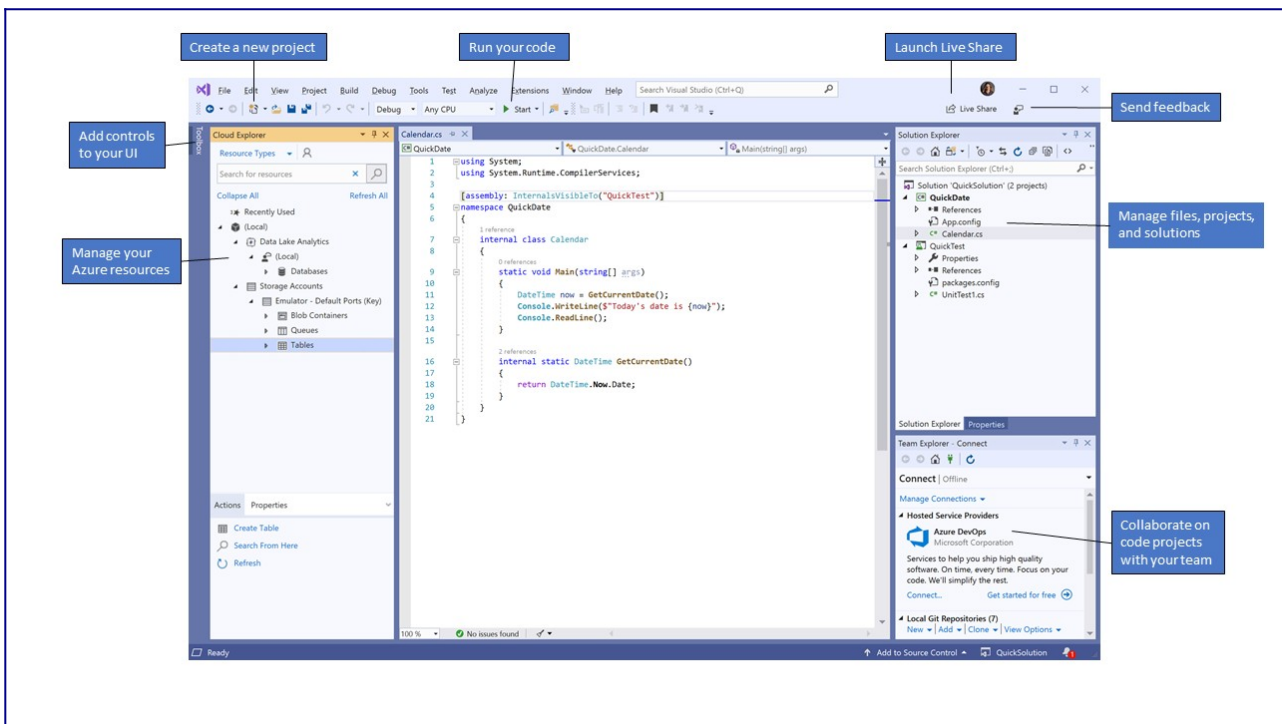 Create a new project
Run your code
Launch Live Share
File Edit View Project Build Debug Tools Test Analyze Extensions Window Help Search Visual Studio (Ctrl+Q)
Debug Any CPU Start Live Share
Send feedback
Add controls
to your UI
Toolbox
Cloud Explorer
Resource Types
Search for resources
Collapse All Refresh All
Recently Used
(Local)
Data Lake Analytics
(Local)
Databases
Storage Accounts
Emulator - Default Ports (Key)
Blob Containers
Queues
Tables
Manage your
Azure resources
Actions Properties
Create Table
Search From Here
Refresh
Calendar.cs
QuickDate QuickDate.Calendar Main(string[] args)
1 using System;
2 using System.Runtime.CompilerServices;
3
4 [assembly: InternalsVisibleTo("QuickTest")]
5 namespace QuickDate
6 {
1 reference
7 internal class Calendar
8 {
0 references
9 static void Main(string[] args)
10 {
11 DateTime now = GetCurrentDate();
12 Console.WriteLine($"Today's date is {now}");
13 Console.ReadLine();
14 }
15
2 references
16 internal static DateTime GetCurrentDate()
17 {
18 return DateTime.Now.Date;
19 }
20 }
21 }
100 % No issues found
Solution Explorer
Search Solution Explorer (Ctrl+;)
Solution 'QuickSolution' (2 projects)
QuickDate
References
App.config
C# Calendar.cs
QuickTest
Properties
References
packages.config
C# UnitTest1.cs
Manage files, projects,
and solutions
Solution Explorer Properties
Team Explorer - Connect
Connect | Offline
Manage Connections
Hosted Service Providers
Azure DevOps
Microsoft Corporation
Services to help you ship high quality
software. On time, every time. Focus on your
code. We'll simplify the rest.
Connect... Get started for free
Local Git Repositories (7)
New | Add | Clone | View Options
Collaborate on
code projects
with your team
Ready Add to Source Control QuickSolution 1